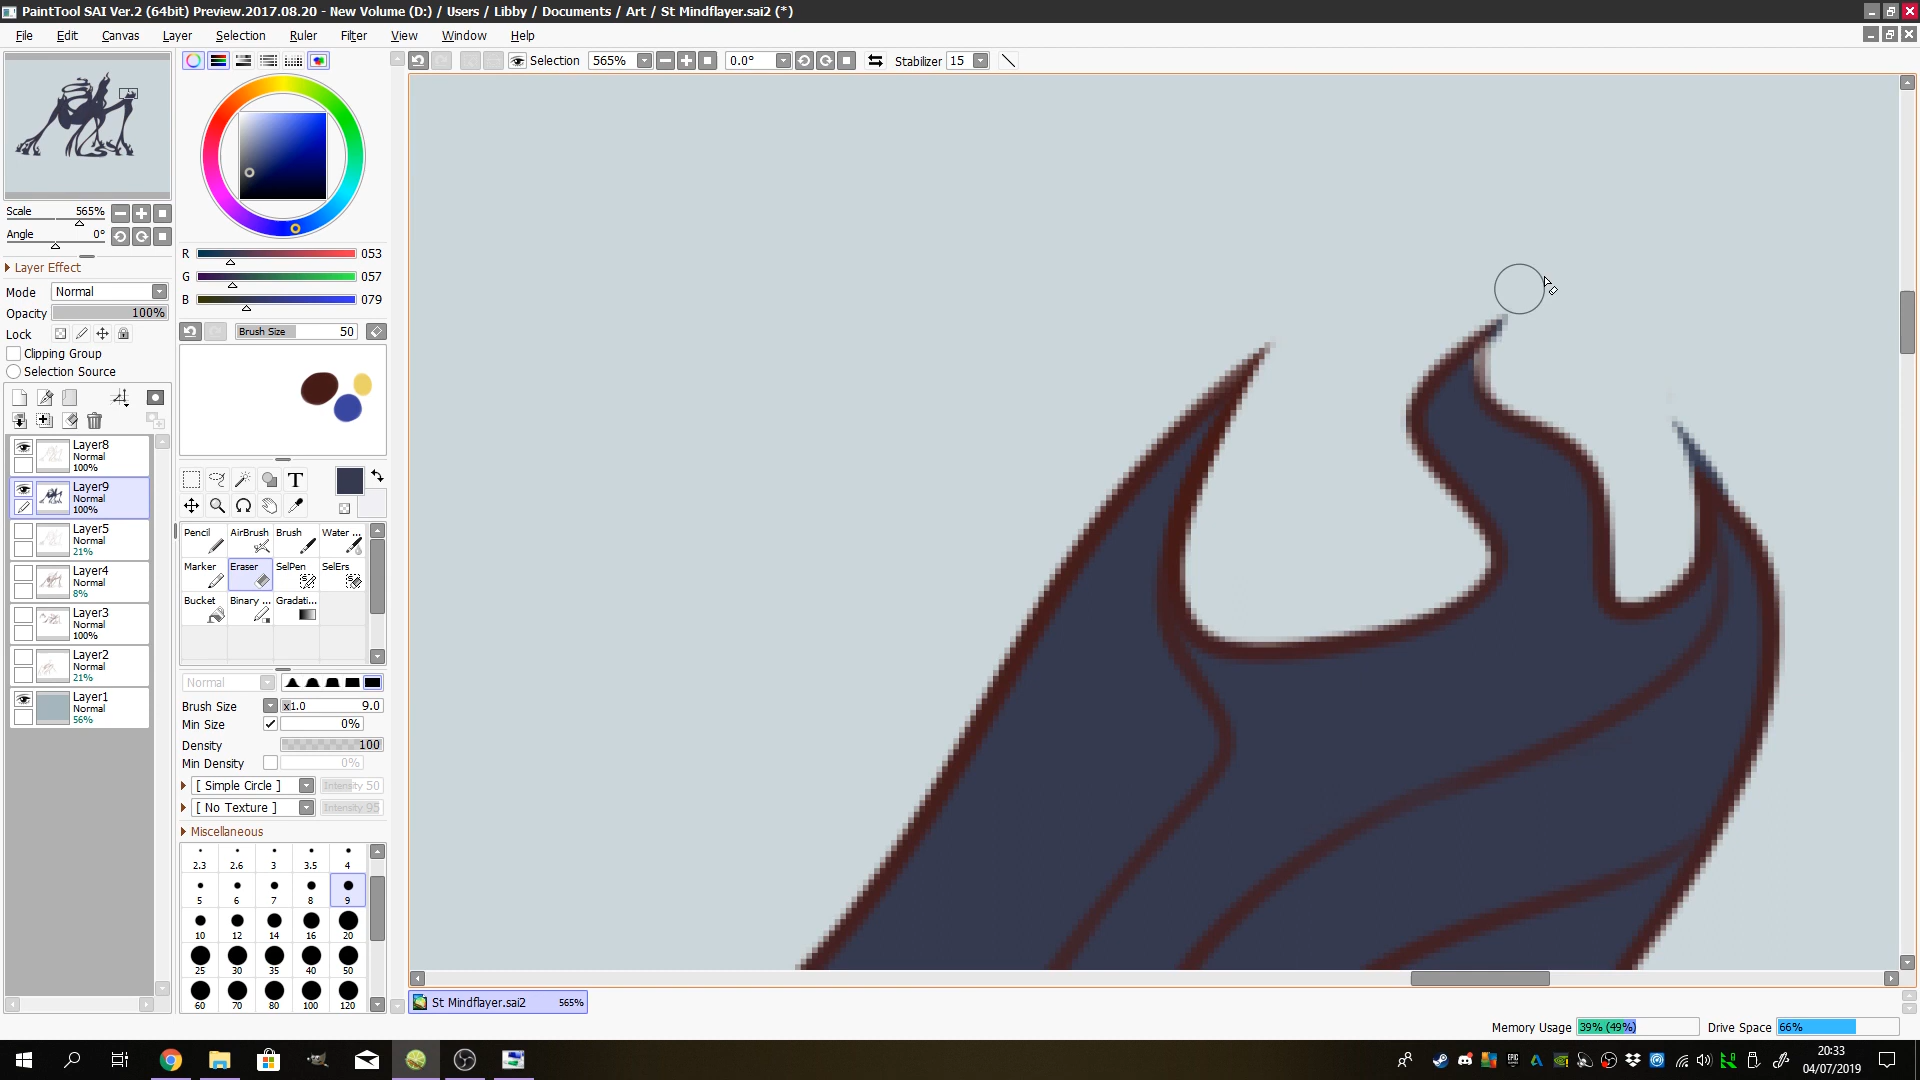 PaintTool SAI Ver.2 (64bit) Preview.2017.08.20 - New Volume (D:) / Users / Libby / Documents / Art / St Mindflayer.sai2 (*)
File Edit Canvas Layer Selection Ruler Filter View Window Help
Selection 565% 0.0° Stabilizer 15
Scale 565%
Angle 0°
Layer Effect
Mode Normal
Opacity 100%
Lock
Clipping Group
Selection Source
Layer8
Normal
100%
Layer9
Normal
100%
Layer5
Normal
21%
Layer4
Normal
8%
Layer3
Normal
100%
Layer2
Normal
21%
Layer1
Normal
56%
R 053
G 057
B 079
Brush Size 50
T
Pencil AirBrush Brush Water ...
Marker Eraser SelPen SelErs
Bucket Binary ... Gradati...
Normal
Brush Size x1.0 9.0
Min Size 0%
Density 100
Min Density 0%
[ Simple Circle ] Intensity 50
[ No Texture ] Intensity 95
Miscellaneous
2.3 2.6 3 3.5 4
5 6 7 8 9
10 12 14 16 20
25 30 35 40 50
60 70 80 100 120
St Mindflayer.sai2 565%
Memory Usage 39% (49%) Drive Space 66%
20:33
04/07/2019